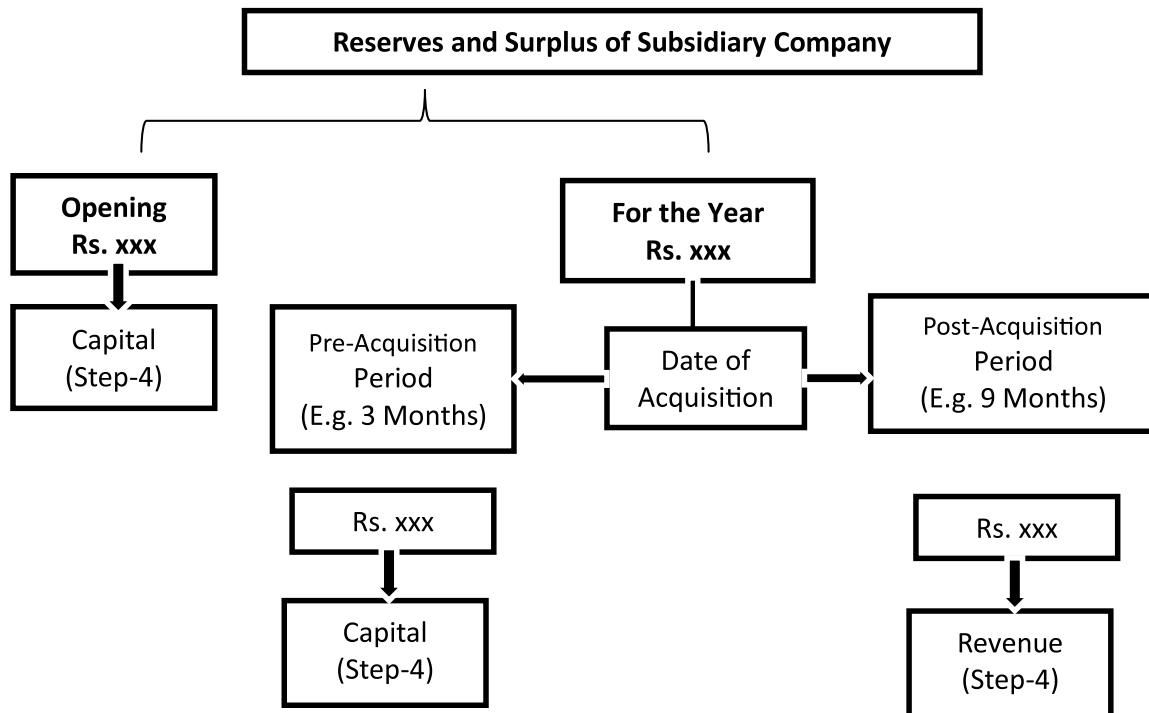 Reserves and Surplus of Subsidiary Company
Opening
Rs. xxx
For the Year
Rs. xxx
Capital
(Step-4)
Pre-Acquisition
Period
(E.g. 3 Months)
Date of
Acquisition
Post-Acquisition
Period
(E.g. 9 Months)
Rs. xxx
Rs. xxx
Capital
(Step-4)
Revenue
(Step-4)